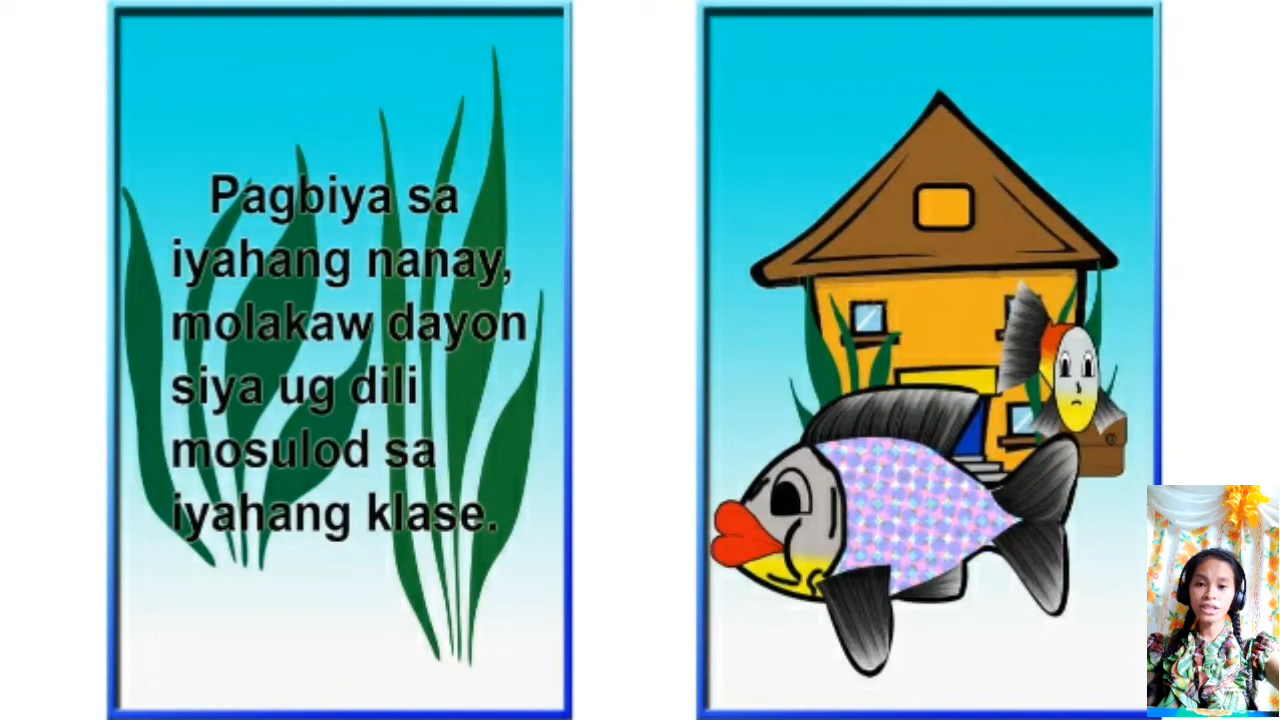 Pagbiya sa
iyahang nanay,
molakaw dayon
siya ug dili
mosulod sa
iyahang klase.